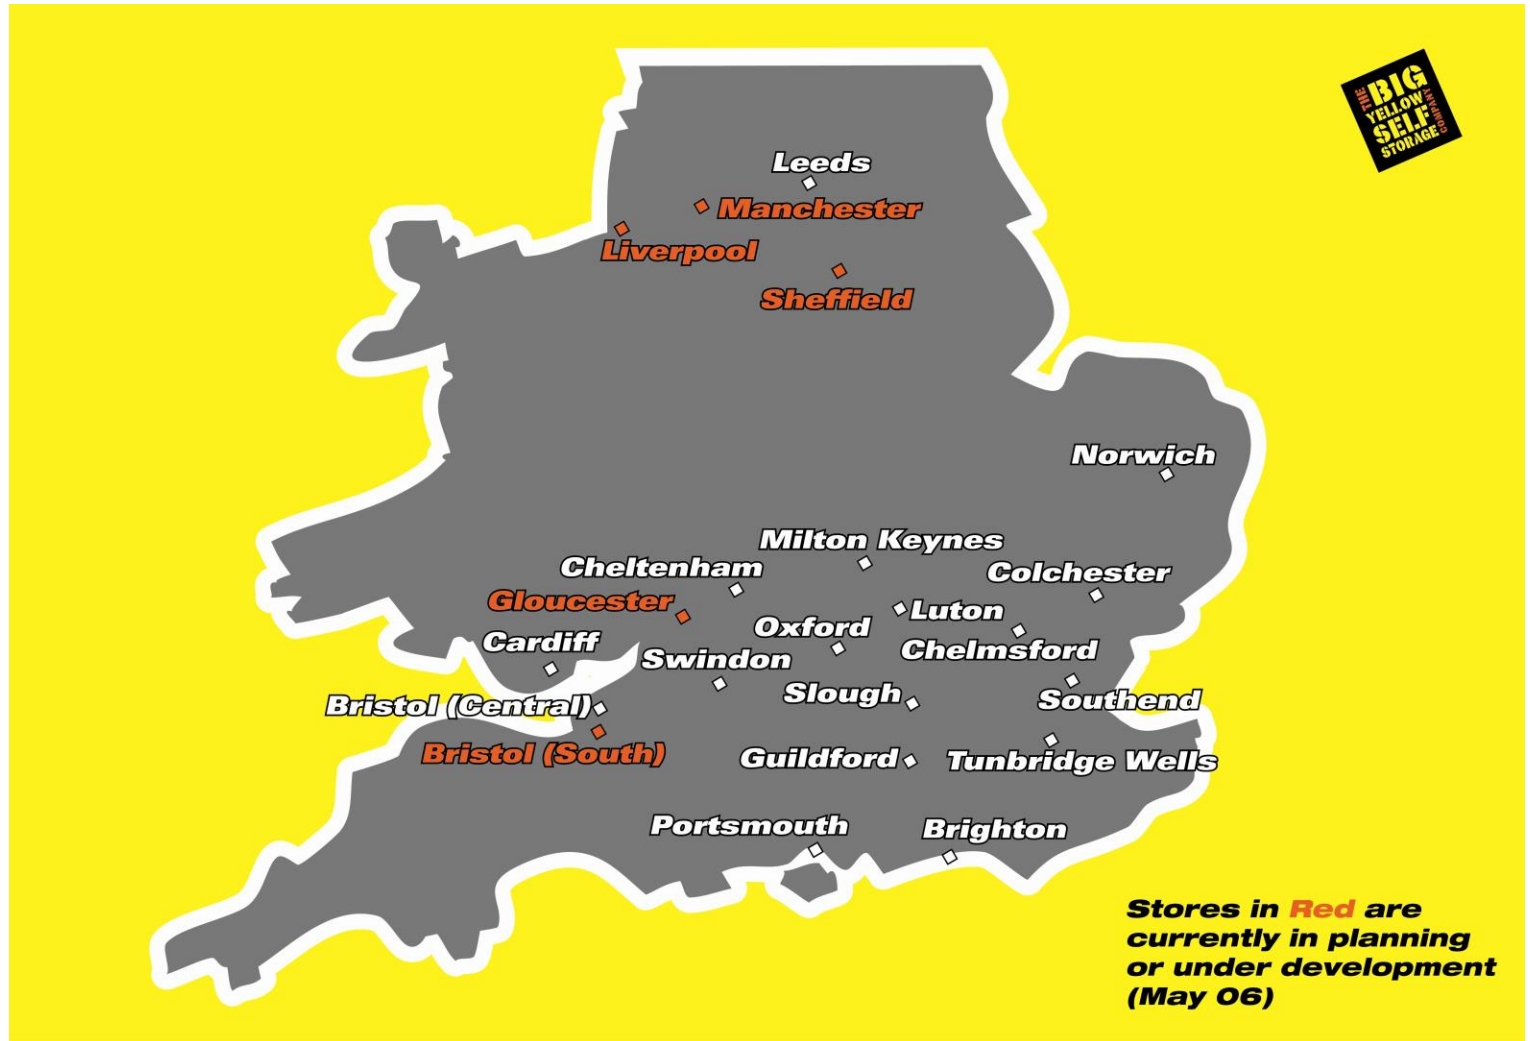 THE
BIG
YELLOW
SELF
STORAGE
COMPANY
Leeds
Manchester
Liverpool
Sheffield
Norwich
Milton Keynes
Cheltenham
Colchester
Gloucester
Luton
Oxford
Cardiff
Chelmsford
Swindon
Slough
Southend
Bristol (Central)
Bristol (South)
Guildford
Tunbridge Wells
Portsmouth
Brighton
Stores in Red are
currently in planning
or under development
(May 06)